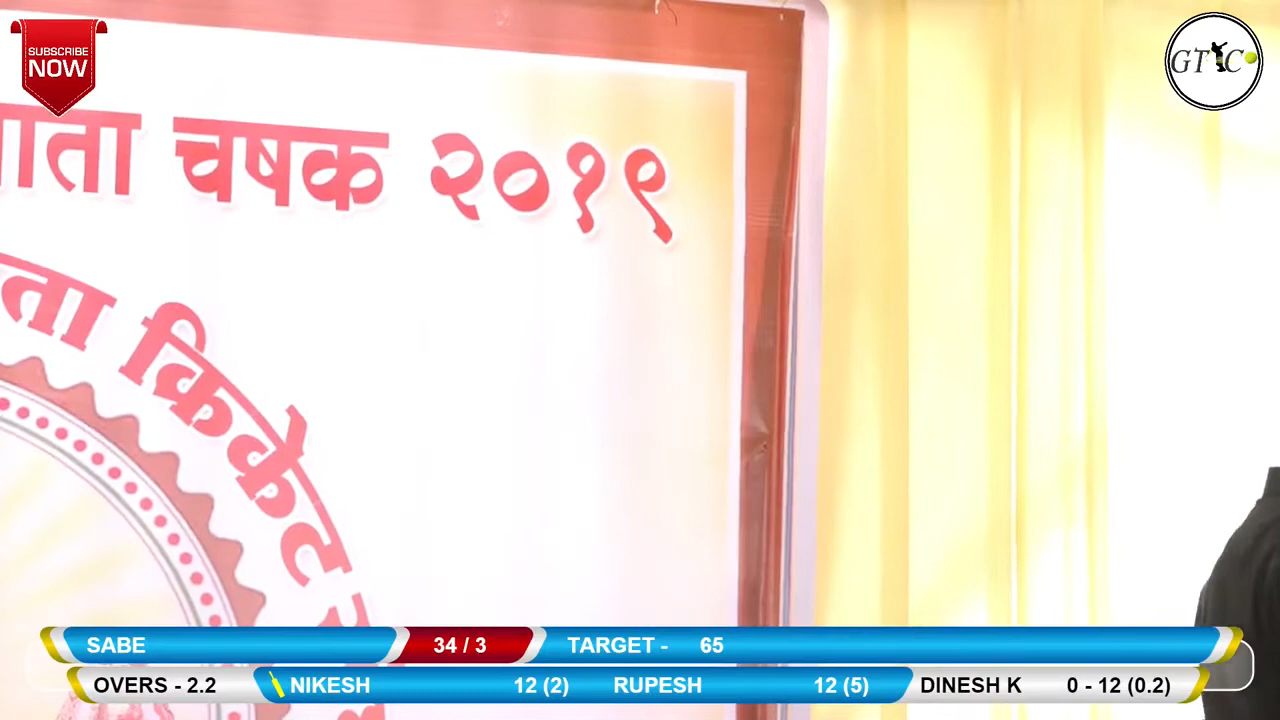 SUBSCRIBE
NOW
GTC
चषक २०१९
क्रिकेट
SABE 34 / 3 TARGET - 65
OVERS - 2.2 NIKESH 12 (2) RUPESH 12 (5) DINESH K 0 - 12 (0.2)